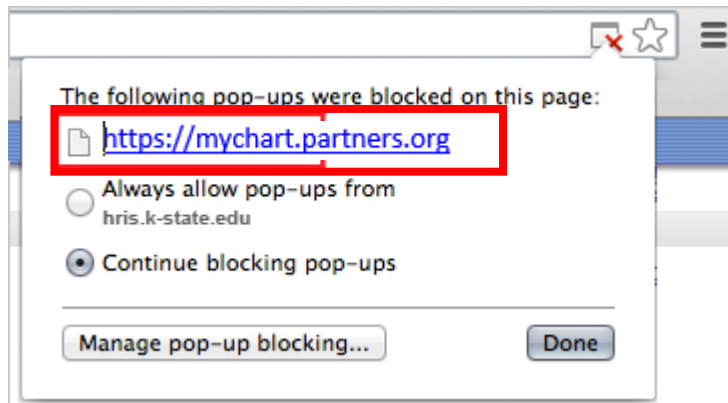 The following pop-ups were blocked on this page:
https://mychart.partners.org
Always allow pop-ups from
hris.k-state.edu
Continue blocking pop-ups
Manage pop-up blocking...
Done